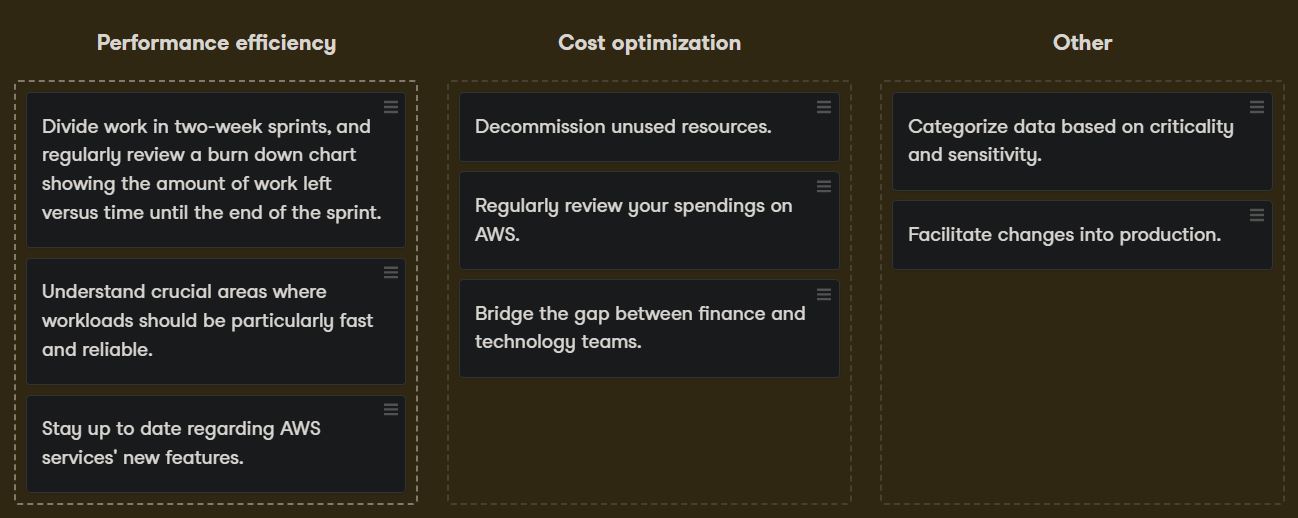 Performance efficiency
Divide work in two-week sprints, and
regularly review a burn down chart
showing the amount of work left
versus time until the end of the sprint.
Understand crucial areas where
workloads should be particularly fast
and reliable.
Stay up to date regarding AWS
services' new features.
Cost optimization
Decommission unused resources.
Regularly review your spendings on
AWS.
Bridge the gap between finance and
technology teams.
Other
Categorize data based on criticality
and sensitivity.
Facilitate changes into production.